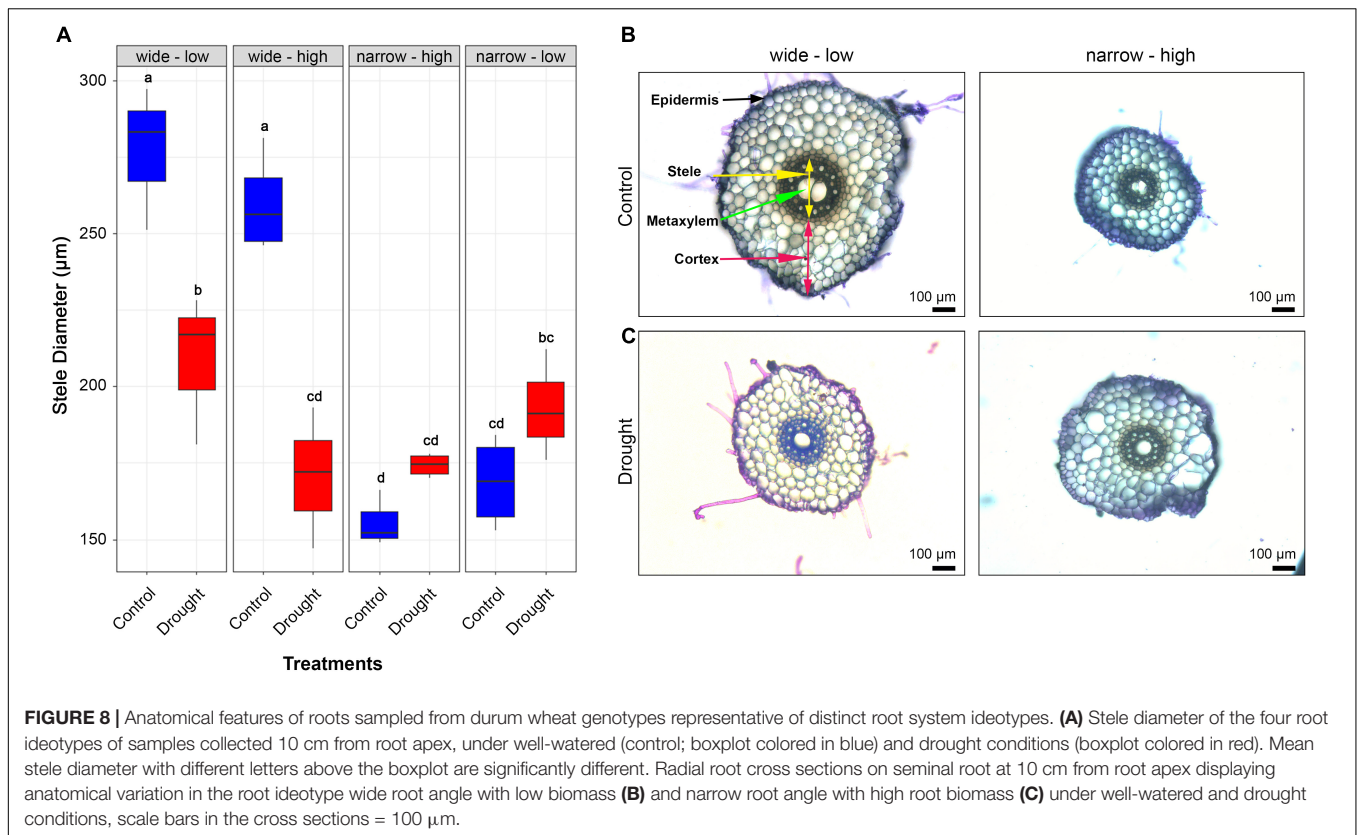 A
wide - low
wide - high
narrow - high
narrow - low
300
250
200
150
Stele Diameter (µm)
a
b
a
cd
d
cd
cd
bc
Control
Drought
Control
Drought
Control
Drought
Control
Drought
Treatments
B
wide - low
narrow - high
Control
Epidermis
Stele
Metaxylem
Cortex
100 µm
100 µm
C
Drought
100 µm
100 µm
FIGURE 8 | Anatomical features of roots sampled from durum wheat genotypes representative of distinct root system ideotypes. (A) Stele diameter of the four root
ideotypes of samples collected 10 cm from root apex, under well-watered (control; boxplot colored in blue) and drought conditions (boxplot colored in red). Mean
stele diameter with different letters above the boxplot are significantly different. Radial root cross sections on seminal root at 10 cm from root apex displaying
anatomical variation in the root ideotype wide root angle with low biomass (B) and narrow root angle with high root biomass (C) under well-watered and drought
conditions, scale bars in the cross sections = 100 µm.